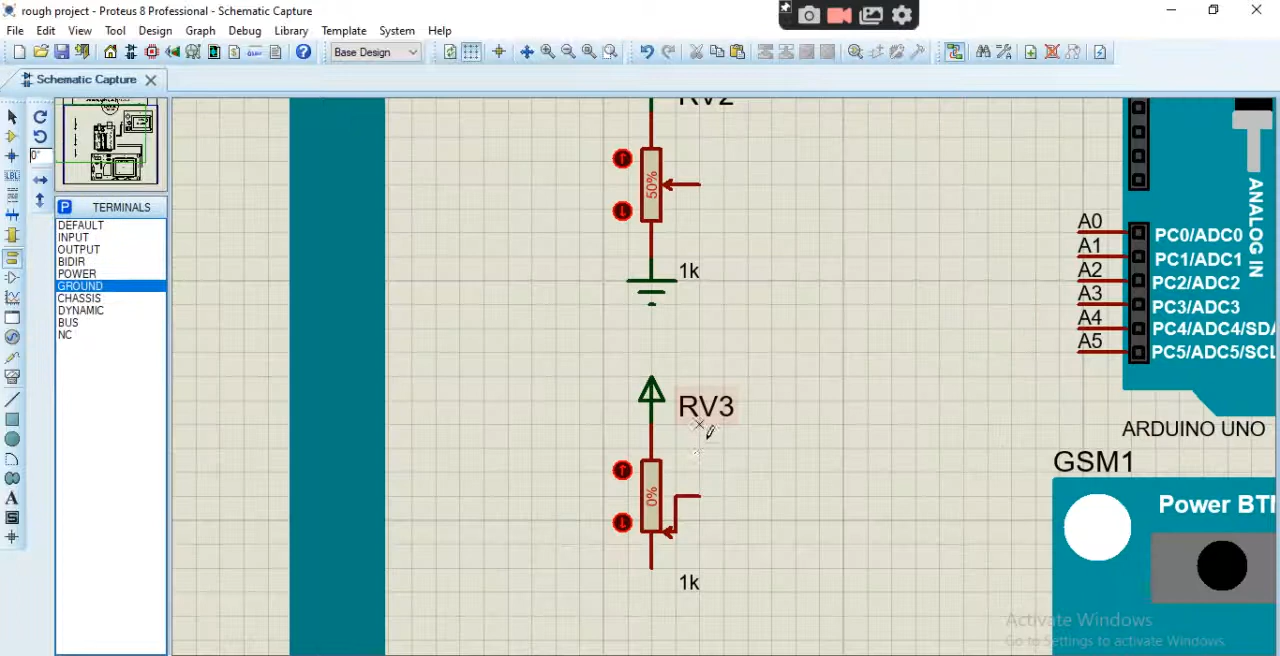 rough project - Proteus 8 Professional - Schematic Capture
File Edit View Tool Design Graph Debug Library Template System Help
Base Design
Schematic Capture
0°
LBL
P TERMINALS
DEFAULT
INPUT
OUTPUT
BIDIR
POWER
GROUND
CHASSIS
DYNAMIC
BUS
NC
A
S
RV2
50%
1k
RV3
0%
1k
ANALOG IN
A0 PC0/ADC0
A1 PC1/ADC1
A2 PC2/ADC2
A3 PC3/ADC3
A4 PC4/ADC4/SDA
A5 PC5/ADC5/SCL
ARDUINO UNO
GSM1
Power BT
Activate Windows
Go to Settings to activate Windows.